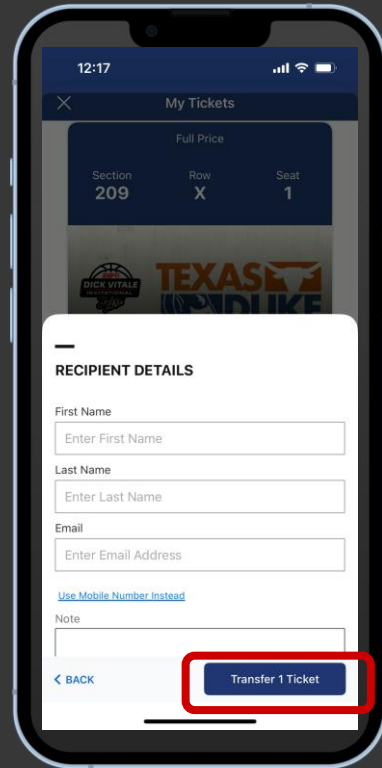 12:17
My Tickets
Full Price
Section Row Seat
209 X 1
DICK VITALE
INVITATIONAL
TEXAS
DUKE
RECIPIENT DETAILS
First Name
Enter First Name
Last Name
Enter Last Name
Email
Enter Email Address
Use Mobile Number Instead
Note
BACK
Transfer 1 Ticket